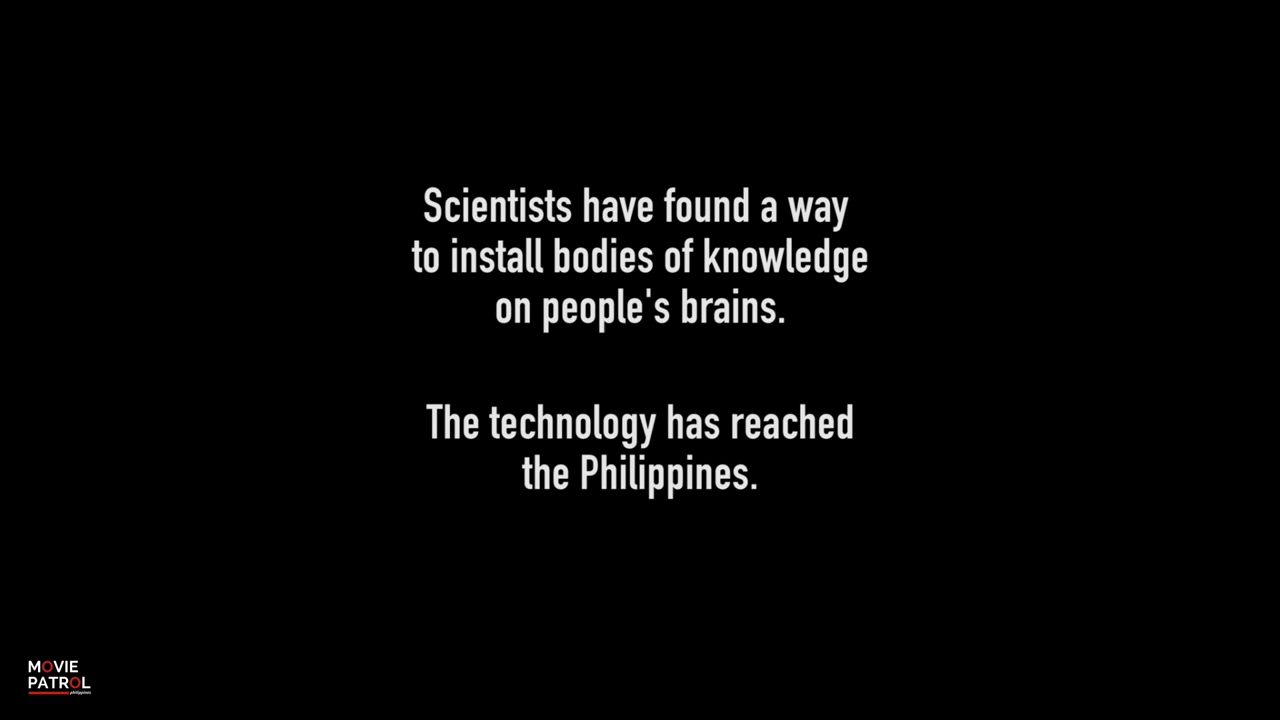 Scientists have found a way
to install bodies of knowledge
on people's brains.
The technology has reached
the Philippines.
MOVIE
PATROL
philippines